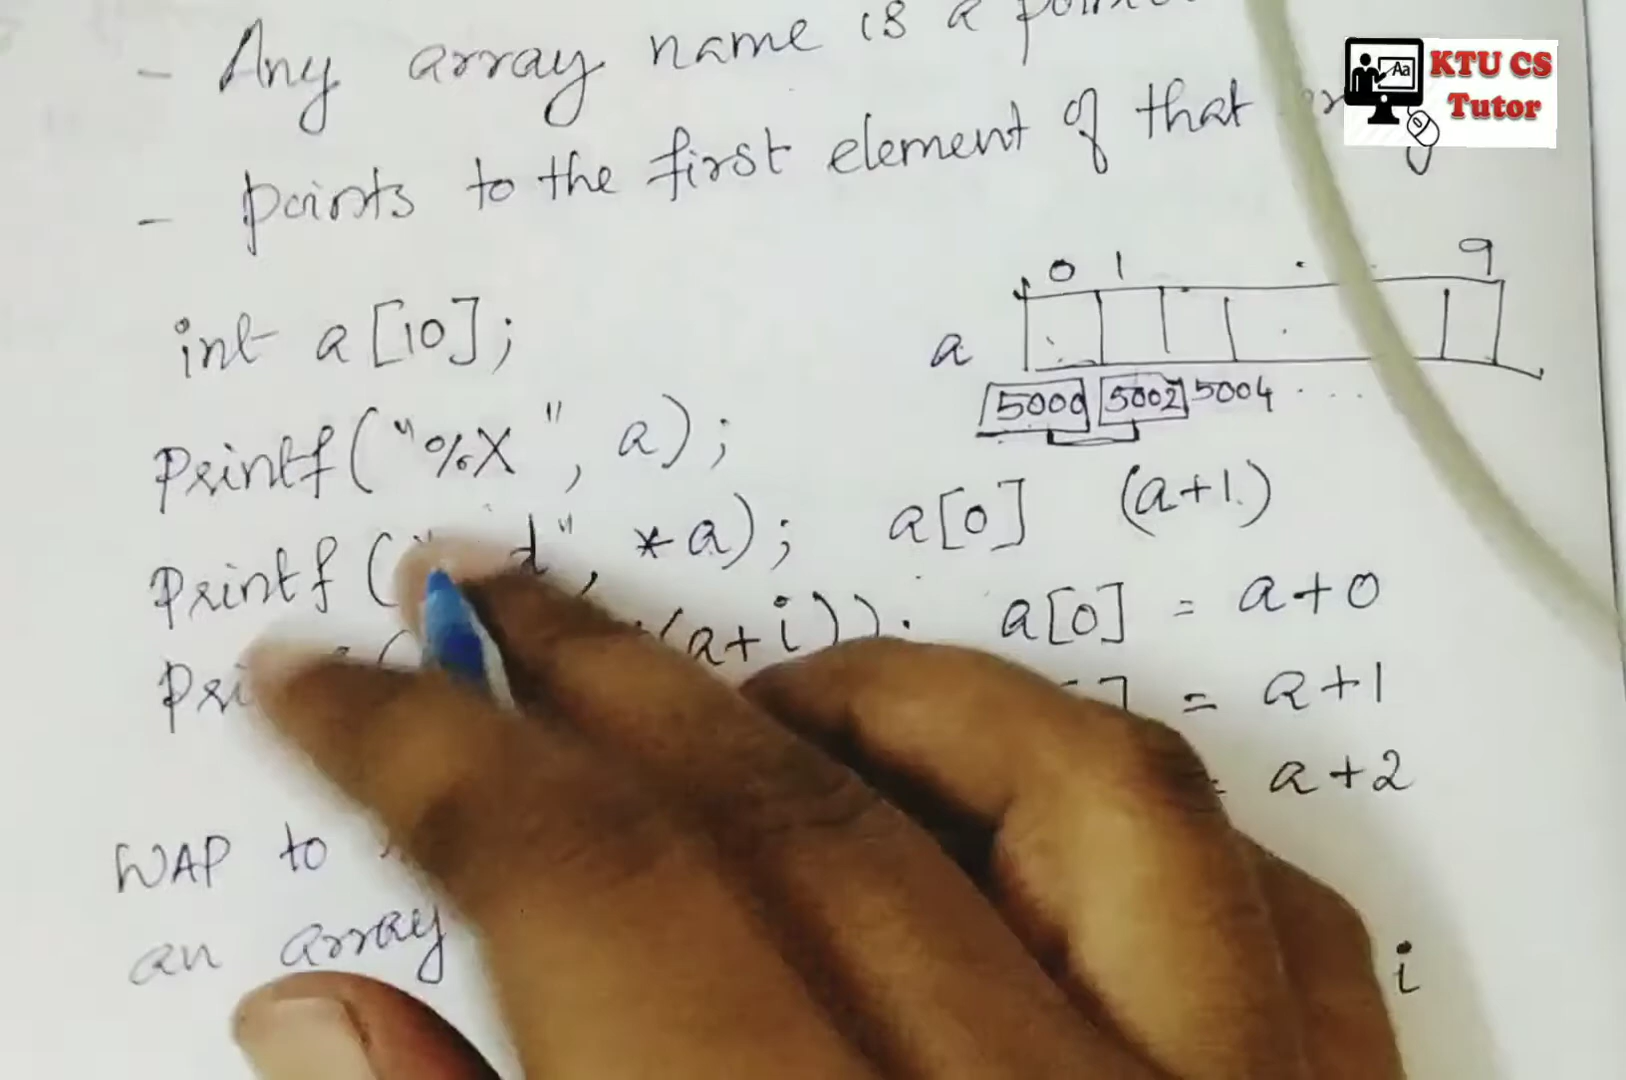 - Any array name is a
- points to the first element of that
int a[10];
0 1 . 9
a
5000 5002 5004 . . . .
printf("%X", a);
printf(" d", *a); a[0] (a+1)
(a+i)); a[0] = a+0
] = a+1
= a+2
WAP to
an array
i
KTU CS
Tutor
Aa